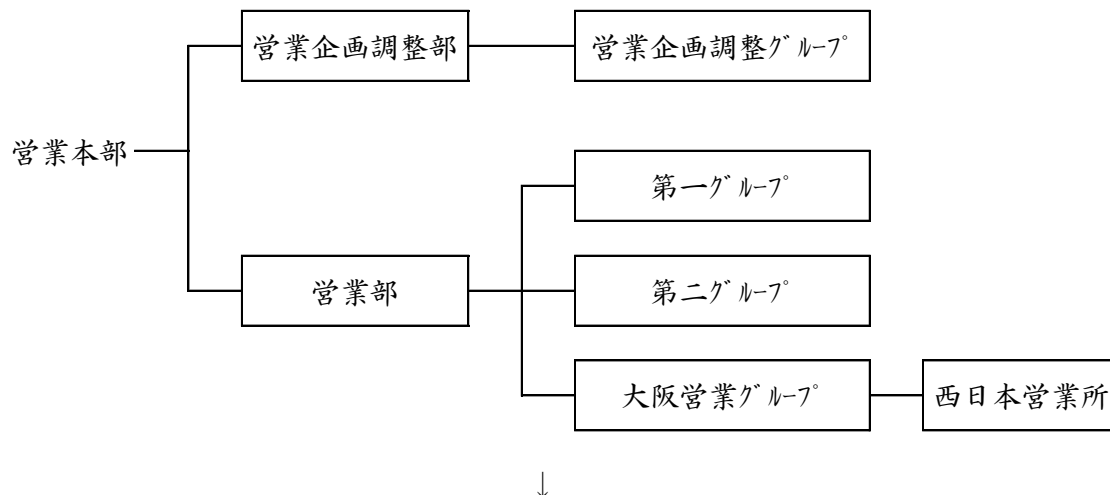 営業企画調整部
営業企画調整ｸﾞﾙｰﾌﾟ
営業本部
第一ｸﾞﾙｰﾌﾟ
営業部
第二ｸﾞﾙｰﾌﾟ
大阪営業ｸﾞﾙｰﾌﾟ
西日本営業所
↓